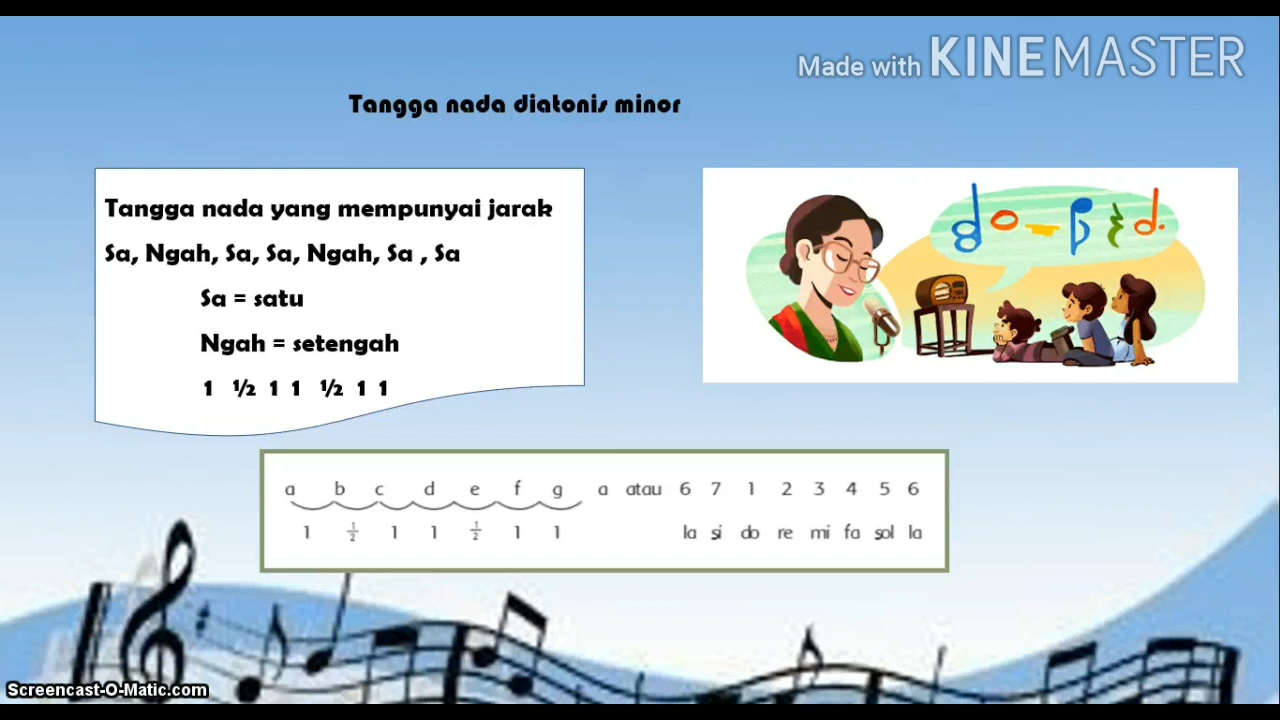 Made with KINEMASTER
Tangga nada diatonis minor
Tangga nada yang mempunyai jarak
Sa, Ngah, Sa, Sa, Ngah, Sa , Sa
Sa = satu
Ngah = setengah
1 ½ 1 1 ½ 1 1
a b c d e f g a atau 6 7 1 2 3 4 5 6
1 ½ 1 1 ½ 1 1 la si do re mi fa sol la
Screencast-O-Matic.com